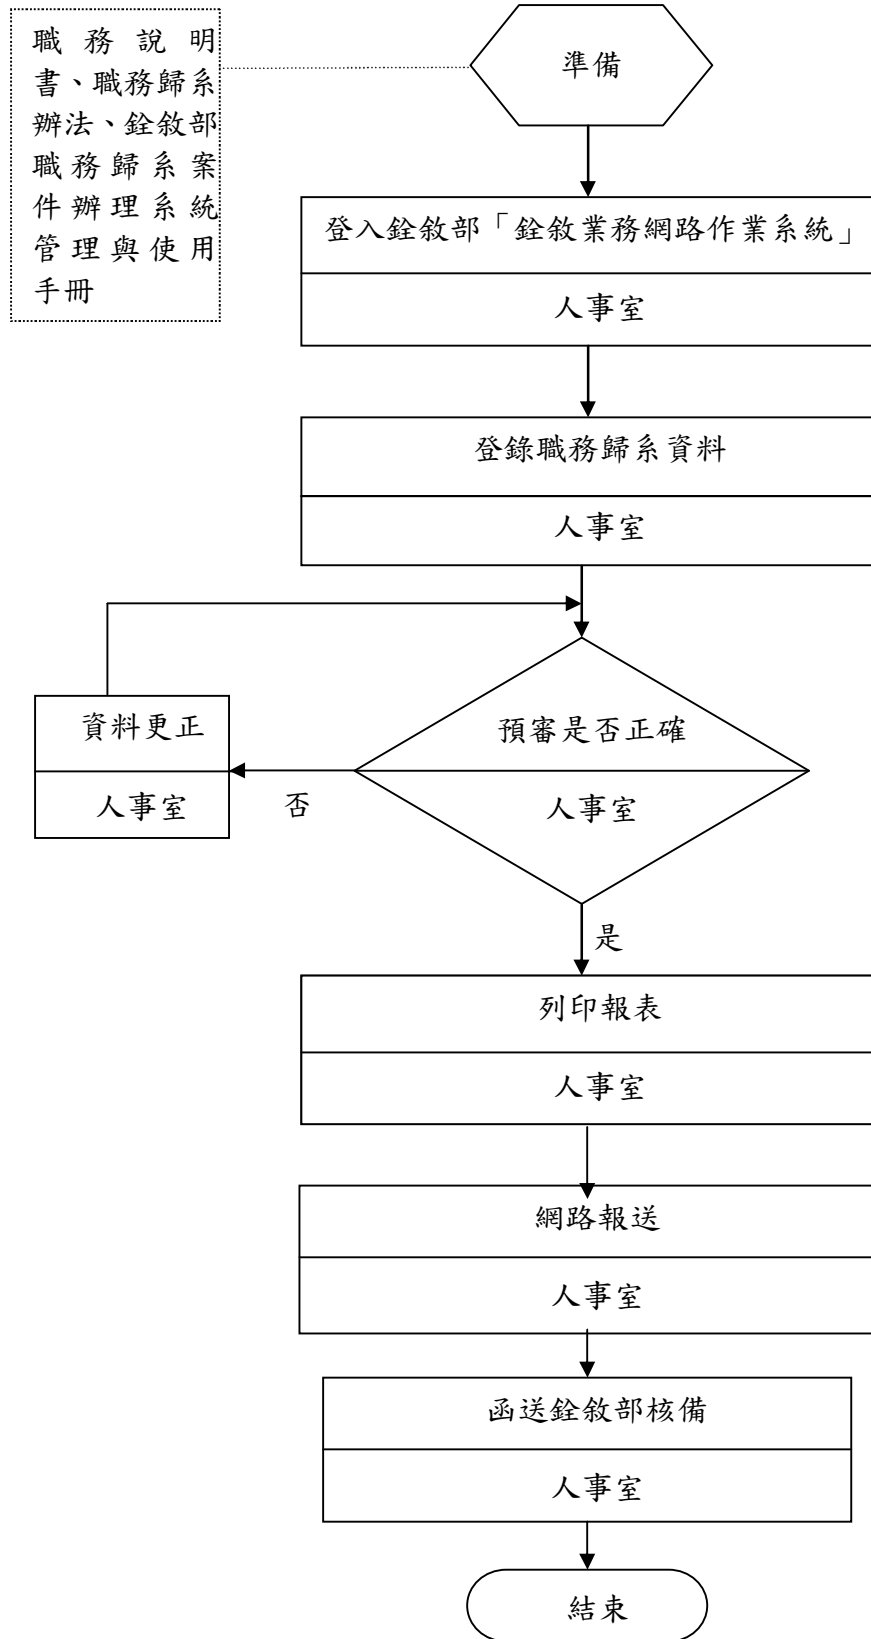 職務說明
書、職務歸系
辦法、銓敘部
職務歸系案
件辦理系統
管理與使用
手冊
準備
登入銓敘部「銓敘業務網路作業系統」
人事室
登錄職務歸系資料
人事室
預審是否正確
人事室
資料更正
人事室
否
是
列印報表
人事室
網路報送
人事室
函送銓敘部核備
人事室
結束